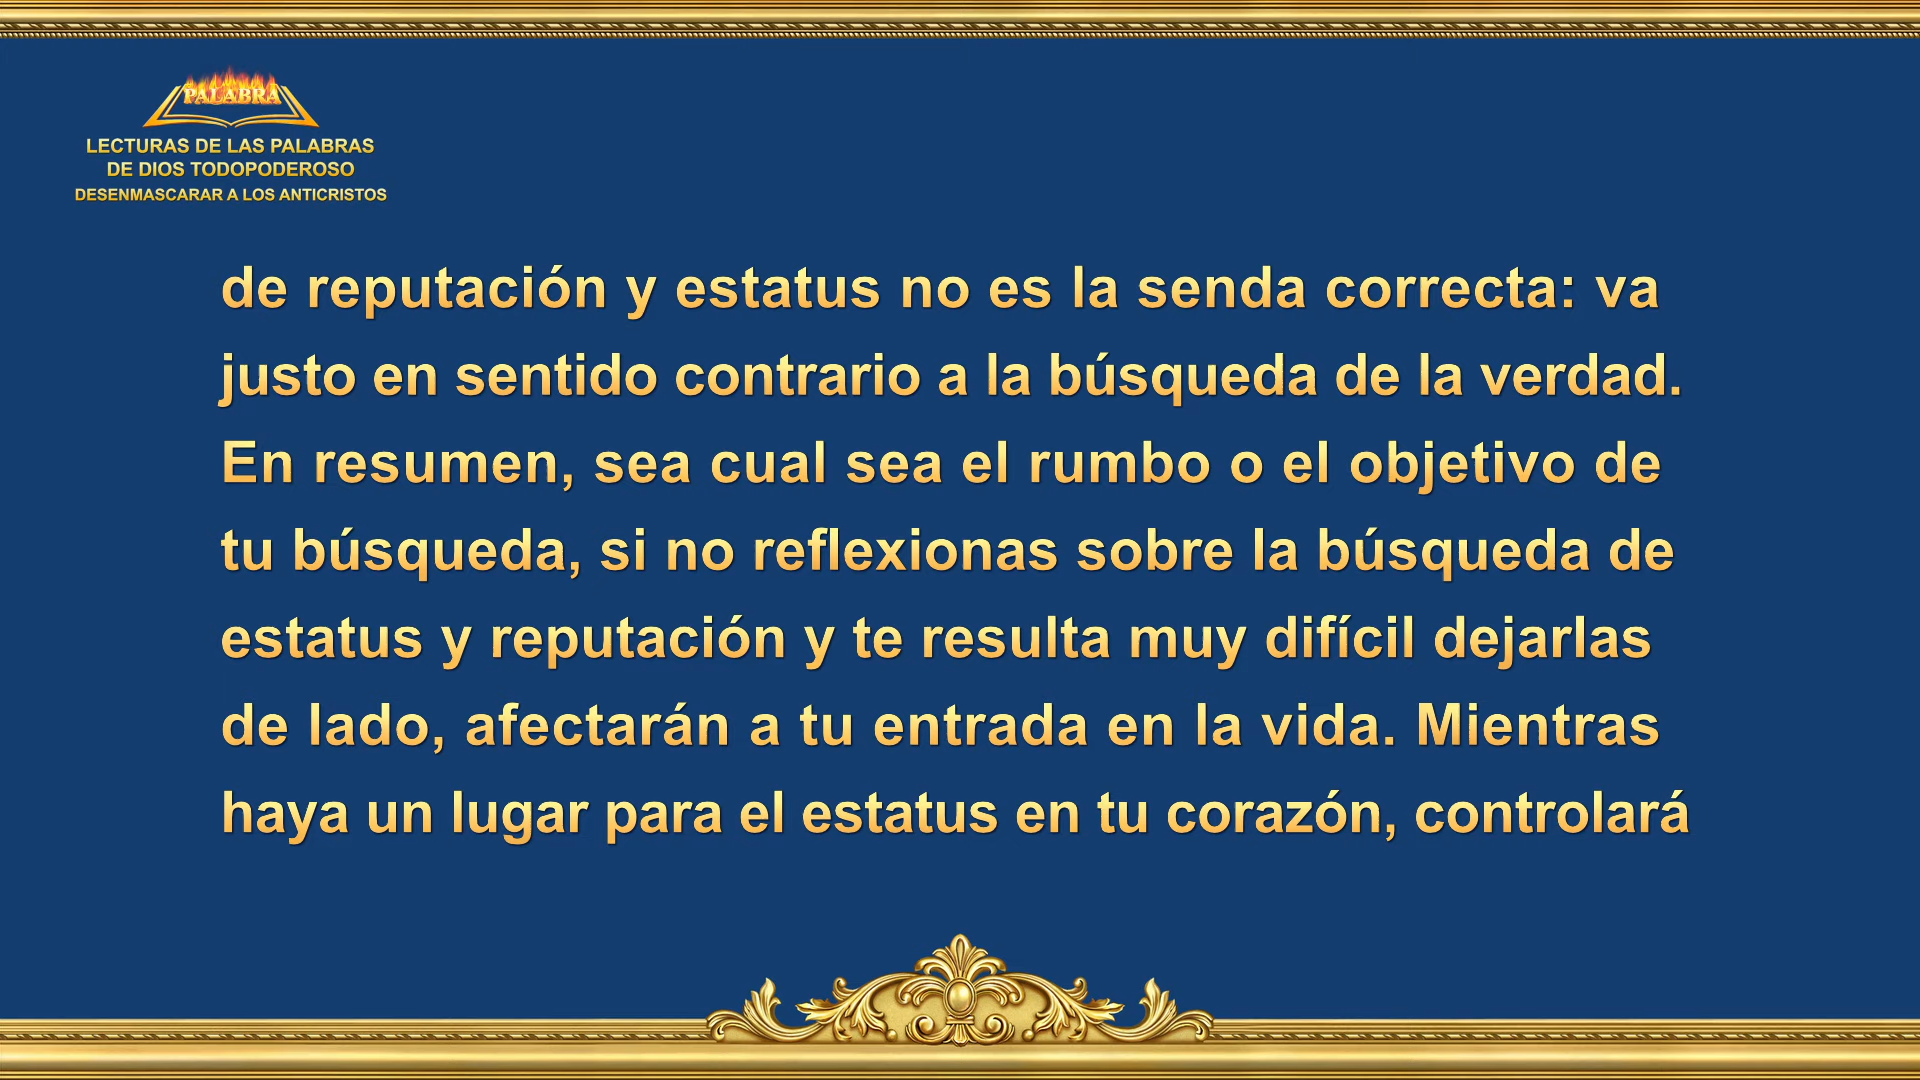 PALABRA
LECTURAS DE LAS PALABRAS
DE DIOS TODOPODEROSO
DESENMASCARAR A LOS ANTICRISTOS
de reputación y estatus no es la senda correcta: va
justo en sentido contrario a la búsqueda de la verdad.
En resumen, sea cual sea el rumbo o el objetivo de
tu búsqueda, si no reflexionas sobre la búsqueda de
estatus y reputación y te resulta muy difícil dejarlas
de lado, afectarán a tu entrada en la vida. Mientras
haya un lugar para el estatus en tu corazón, controlará